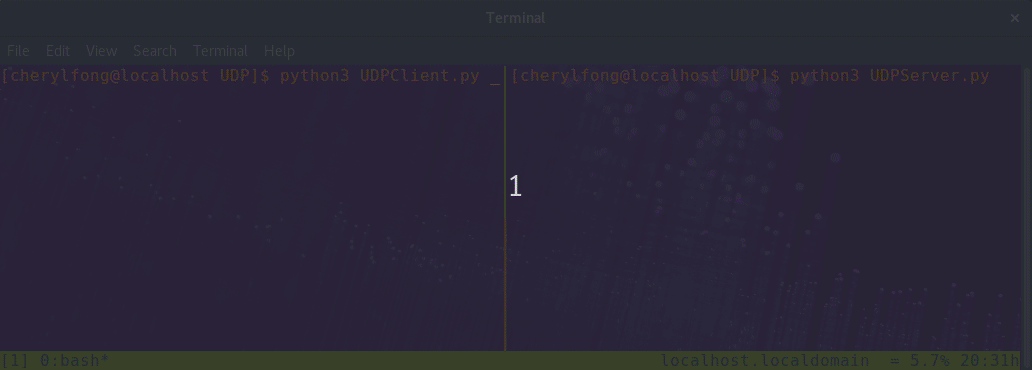 Terminal ×
File Edit View Search Terminal Help
[cherylfong@localhost UDP]$ python3 UDPClient.py _
[cherylfong@localhost UDP]$ python3 UDPServer.py
1
[1] 0:bash* localhost.localdomain = 5.7% 20:31h